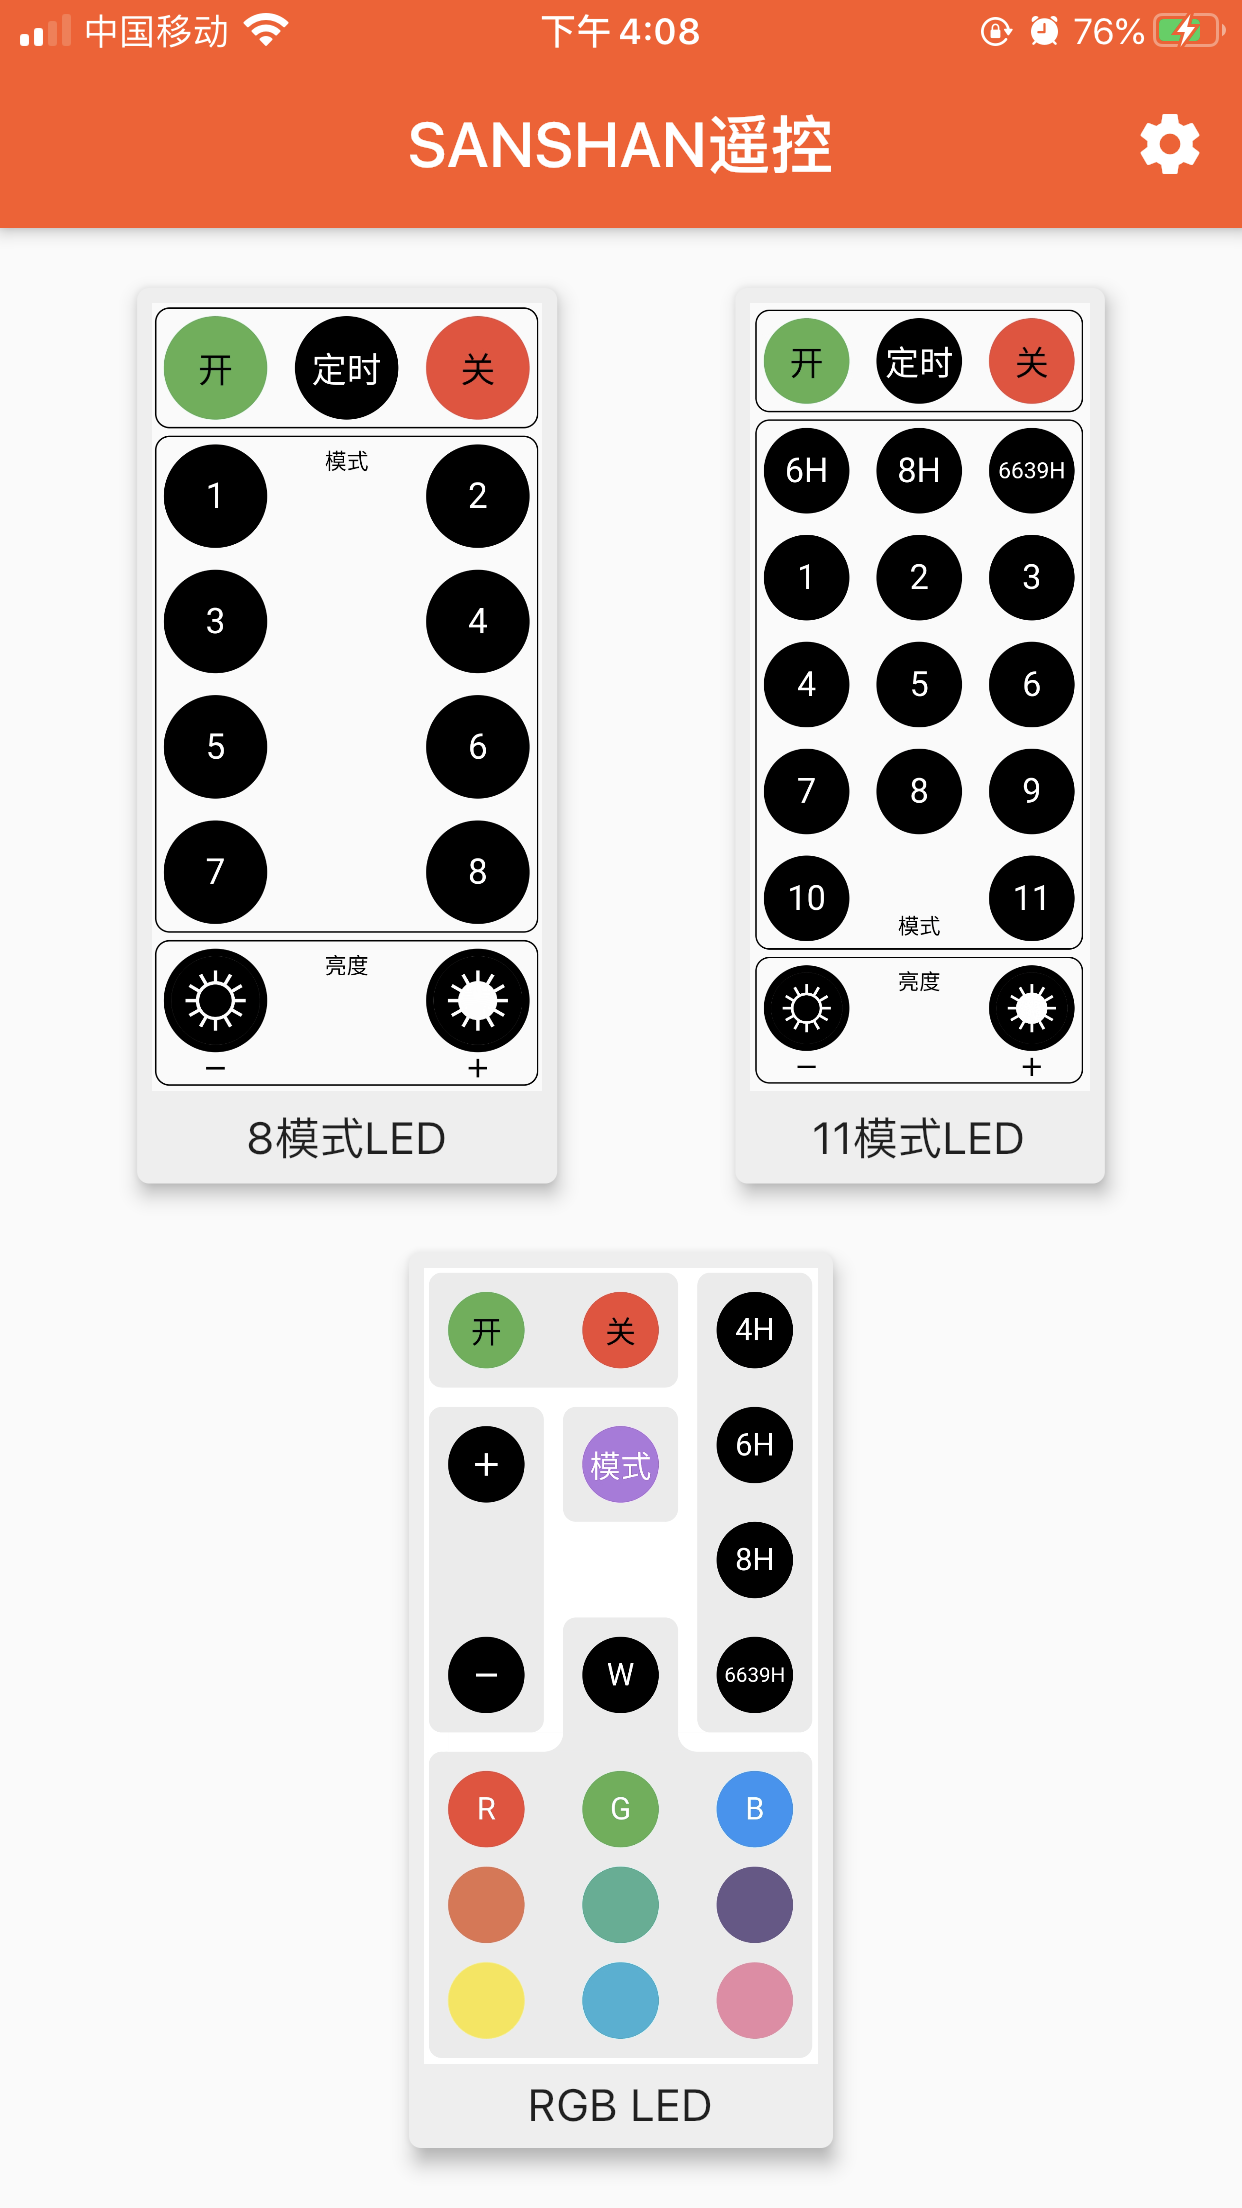 中国移动
下午 4:08
76%
SANSHAN遥控
开 定时 关
模式
1 2
3 4
5 6
7 8
亮度
− +
8模式LED
开 定时 关
6H 8H 6639H
1 2 3
4 5 6
7 8 9
10 11
模式
亮度
− +
11模式LED
开 关 4H
+ 模式 6H
8H
− W 6639H
R G B
RGB LED